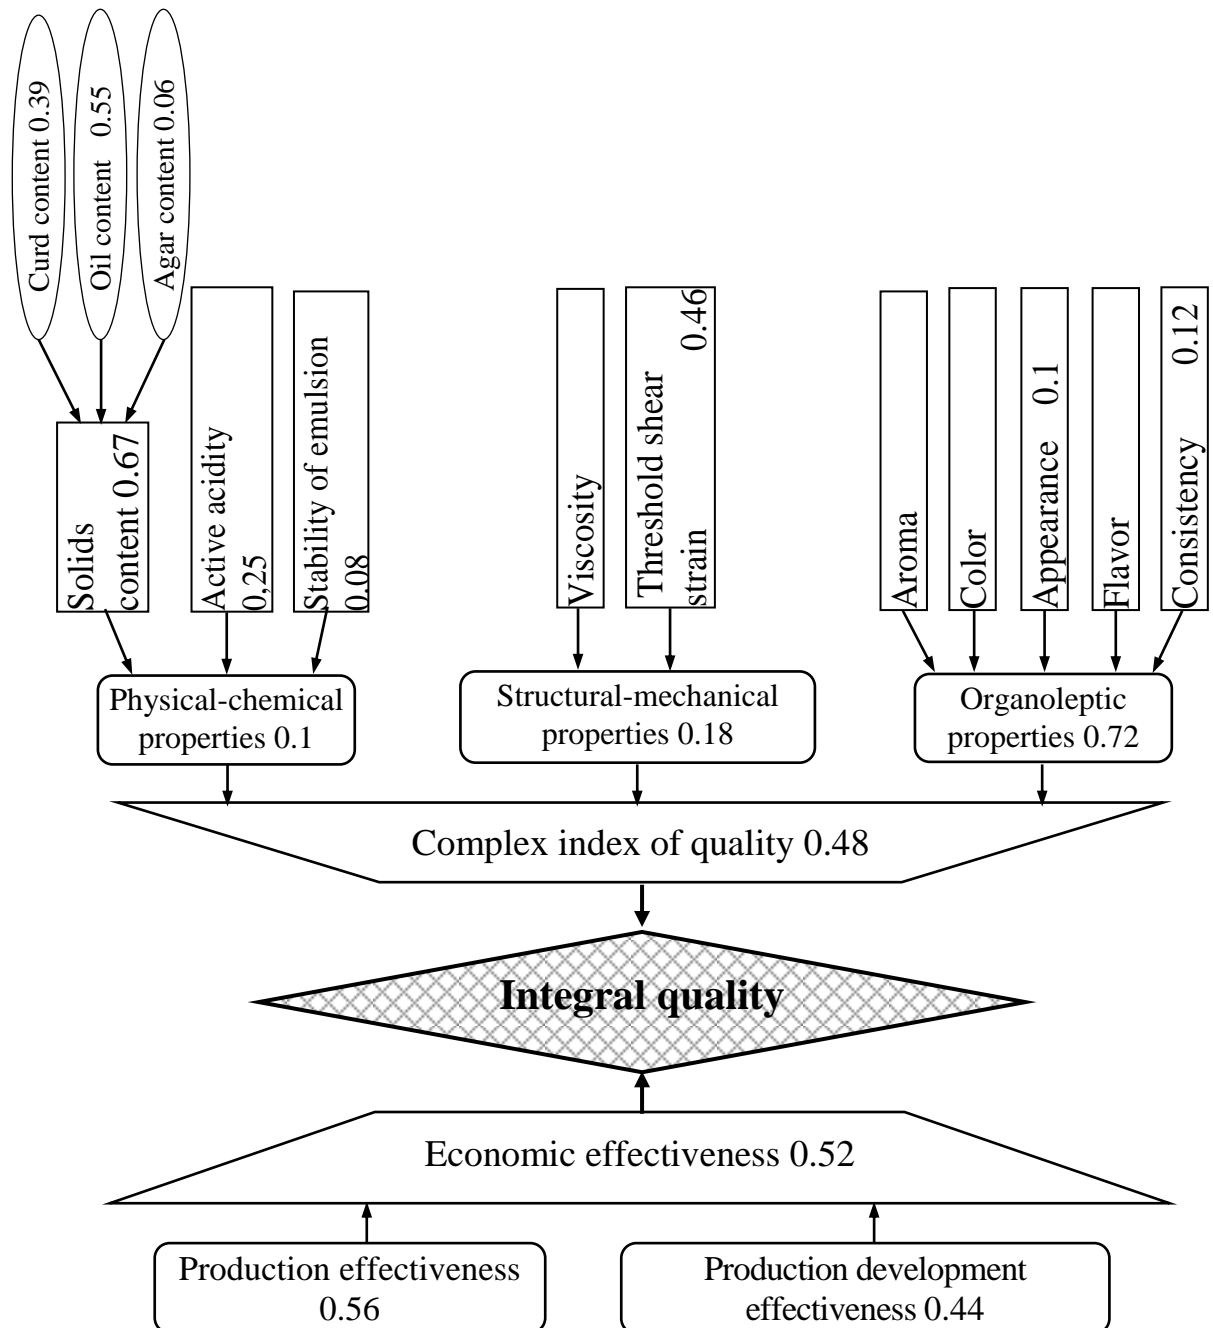 Curd content 0.39
Oil content 0.55
Agar content 0.06
Solids
content 0.67
Active acidity
0,25
Stability of emulsion
0.08
Viscosity
Threshold shear
strain 0.46
Aroma
Color
Appearance 0.1
Flavor
Consistency 0.12
Physical-chemical
properties 0.1
Structural-mechanical
properties 0.18
Organoleptic
properties 0.72
Complex index of quality 0.48
Integral quality
Economic effectiveness 0.52
Production effectiveness
0.56
Production development
effectiveness 0.44